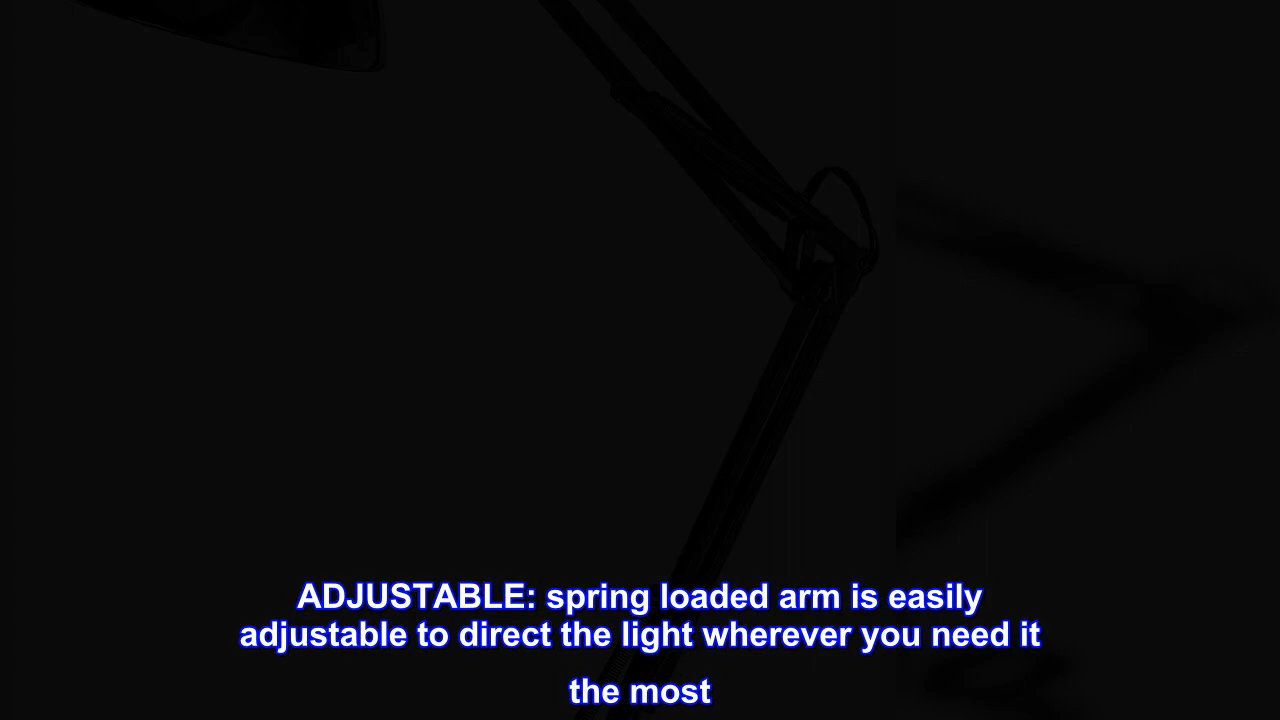 ADJUSTABLE: spring loaded arm is easily
adjustable to direct the light wherever you need it
the most